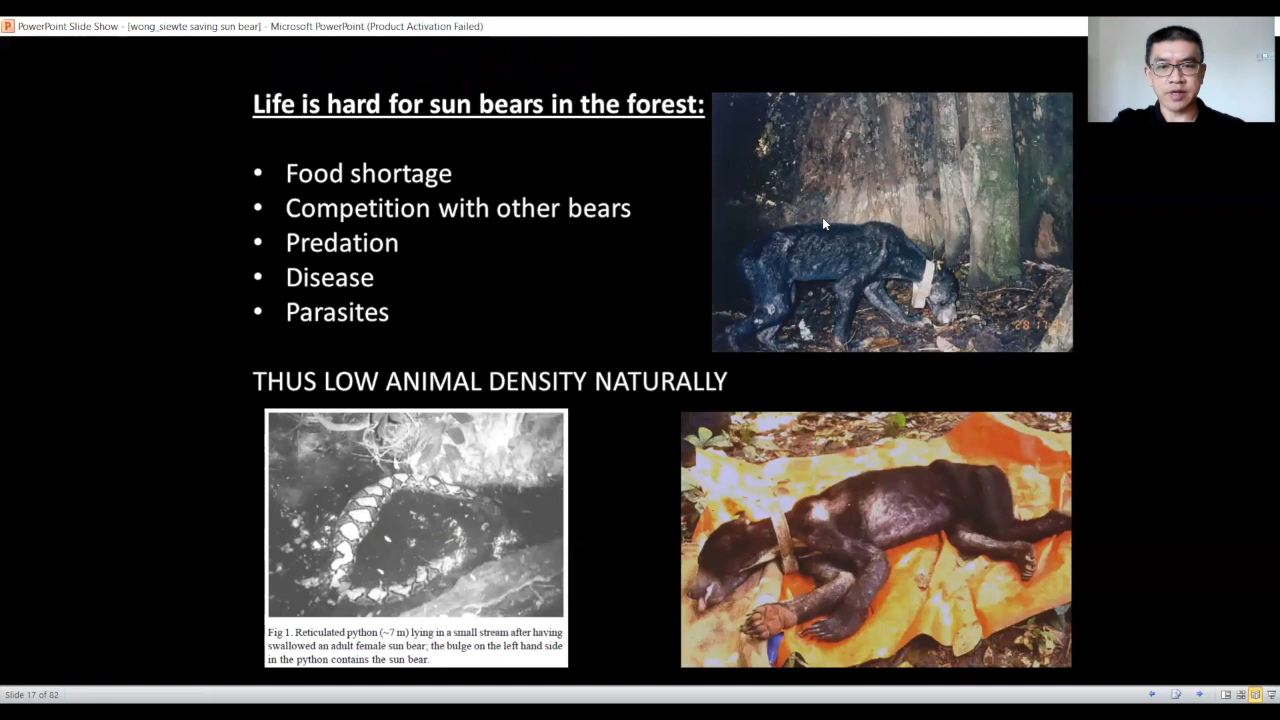 PowerPoint Slide Show - [wong_siewte saving sun bear] - Microsoft PowerPoint (Product Activation Failed)
Life is hard for sun bears in the forest:
• Food shortage
• Competition with other bears
• Predation
• Disease
• Parasites
THUS LOW ANIMAL DENSITY NATURALLY
Fig 1. Reticulated python (~7 m) lying in a small stream after having
swallowed an adult female sun bear; the bulge on the left hand side
in the python contains the sun bear.
Slide 17 of 82